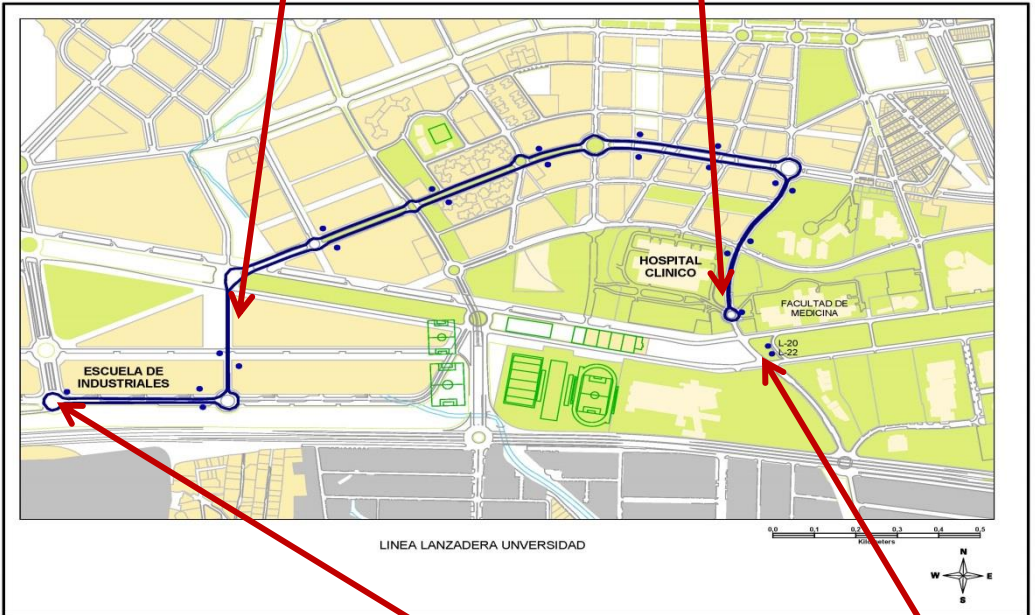 HOSPITAL
CLINICO
FACULTAD DE
MEDICINA
L-20
L-22
ESCUELA DE
INDUSTRIALES
LINEA LANZADERA UNVERSIDAD
0,0 0,1 0,2 0,3 0,4 0,5
Kilometers
N
W E
S